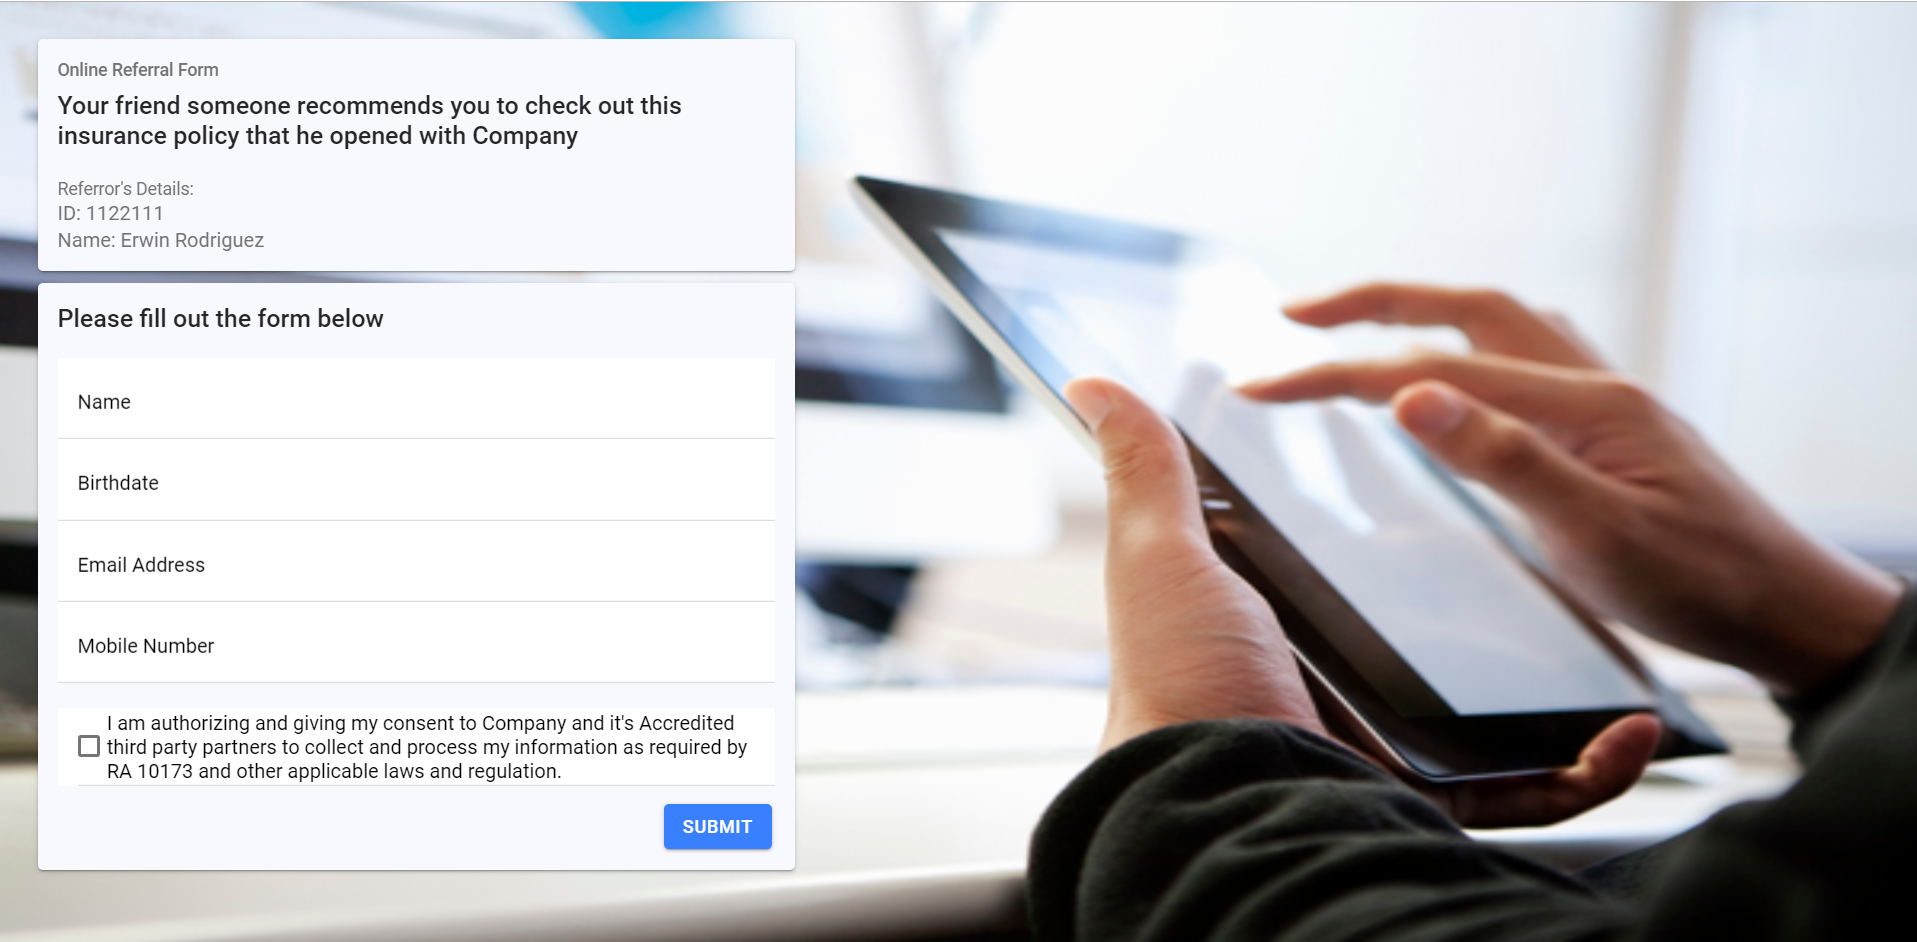 Online Referral Form
Your friend someone recommends you to check out this
insurance policy that he opened with Company
Referror's Details:
ID: 1122111
Name: Erwin Rodriguez
Please fill out the form below
Name
Birthdate
Email Address
Mobile Number
I am authorizing and giving my consent to Company and it's Accredited
third party partners to collect and process my information as required by
RA 10173 and other applicable laws and regulation.
SUBMIT